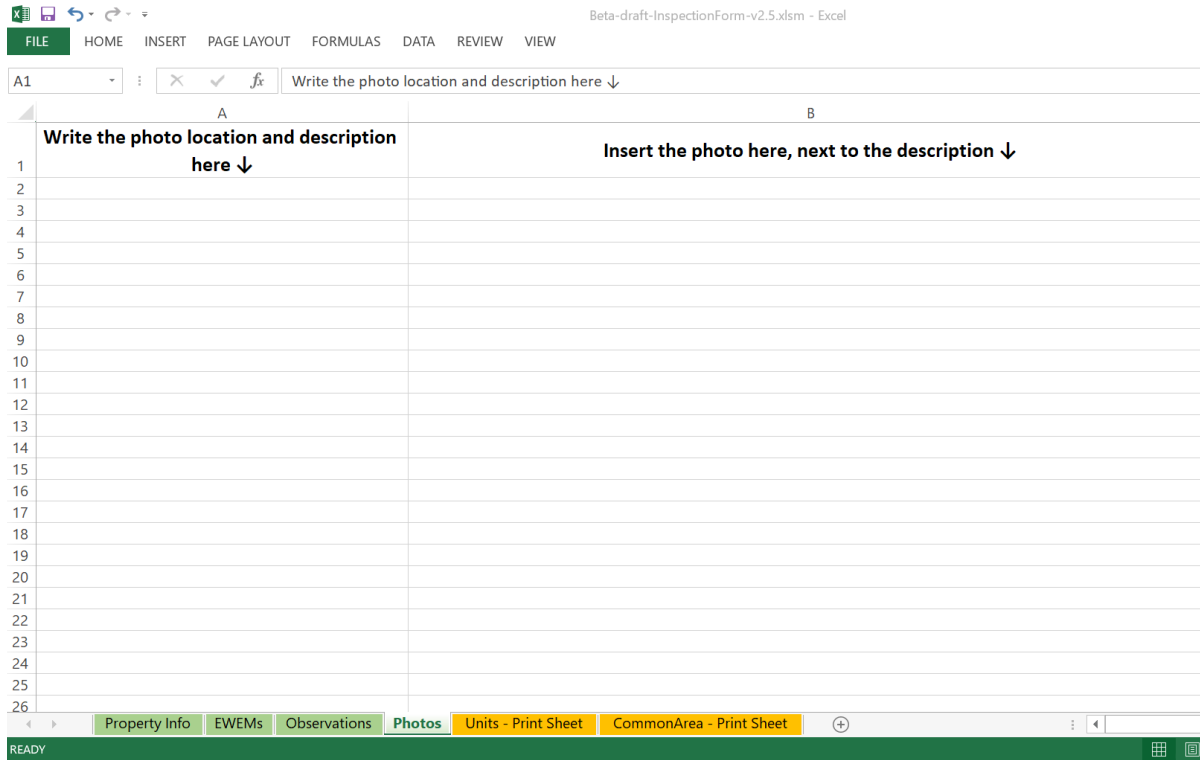 Beta-draft-InspectionForm-v2.5.xlsm - Excel
FILE HOME INSERT PAGE LAYOUT FORMULAS DATA REVIEW VIEW
A1 fx Write the photo location and description here ↓
A B
Write the photo location and description
here ↓
Insert the photo here, next to the description ↓
1
2
3
4
5
6
7
8
9
10
11
12
13
14
15
16
17
18
19
20
21
22
23
24
25
26
Property Info EWEMs Observations Photos Units - Print Sheet CommonArea - Print Sheet
READY